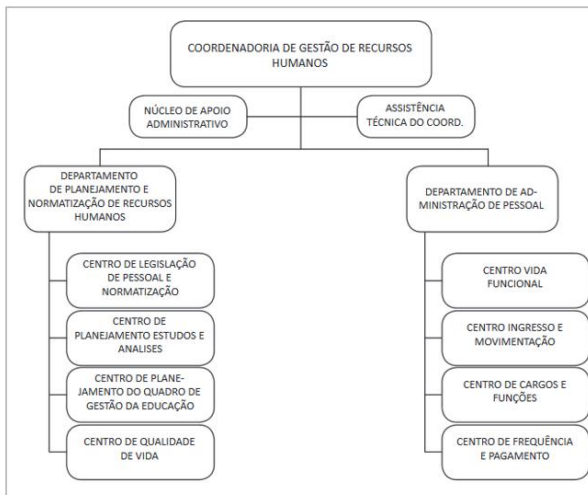 COORDENADORIA DE GESTÃO DE RECURSOS
HUMANOS
NÚCLEO DE APOIO
ADMINISTRATIVO
ASSISTÊNCIA
TÉCNICA DO COORD.
DEPARTAMENTO
DE PLANEJAMENTO E
NORMATIZAÇÃO DE RECURSOS
HUMANOS
CENTRO DE LEGISLAÇÃO
DE PESSOAL E
NORMATIZAÇÃO
CENTRO DE
PLANEJAMENTO ESTUDOS E
ANALISES
CENTRO DE PLANE-
JAMENTO DO QUADRO DE
GESTÃO DA EDUCAÇÃO
CENTRO DE QUALIDADE
DE VIDA
DEPARTAMENTO DE AD-
MINISTRAÇÃO DE PESSOAL
CENTRO VIDA
FUNCIONAL
CENTRO INGRESSO E
MOVIMENTAÇÃO
CENTRO DE CARGOS E
FUNÇÕES
CENTRO DE FREQUÊNCIA
E PAGAMENTO